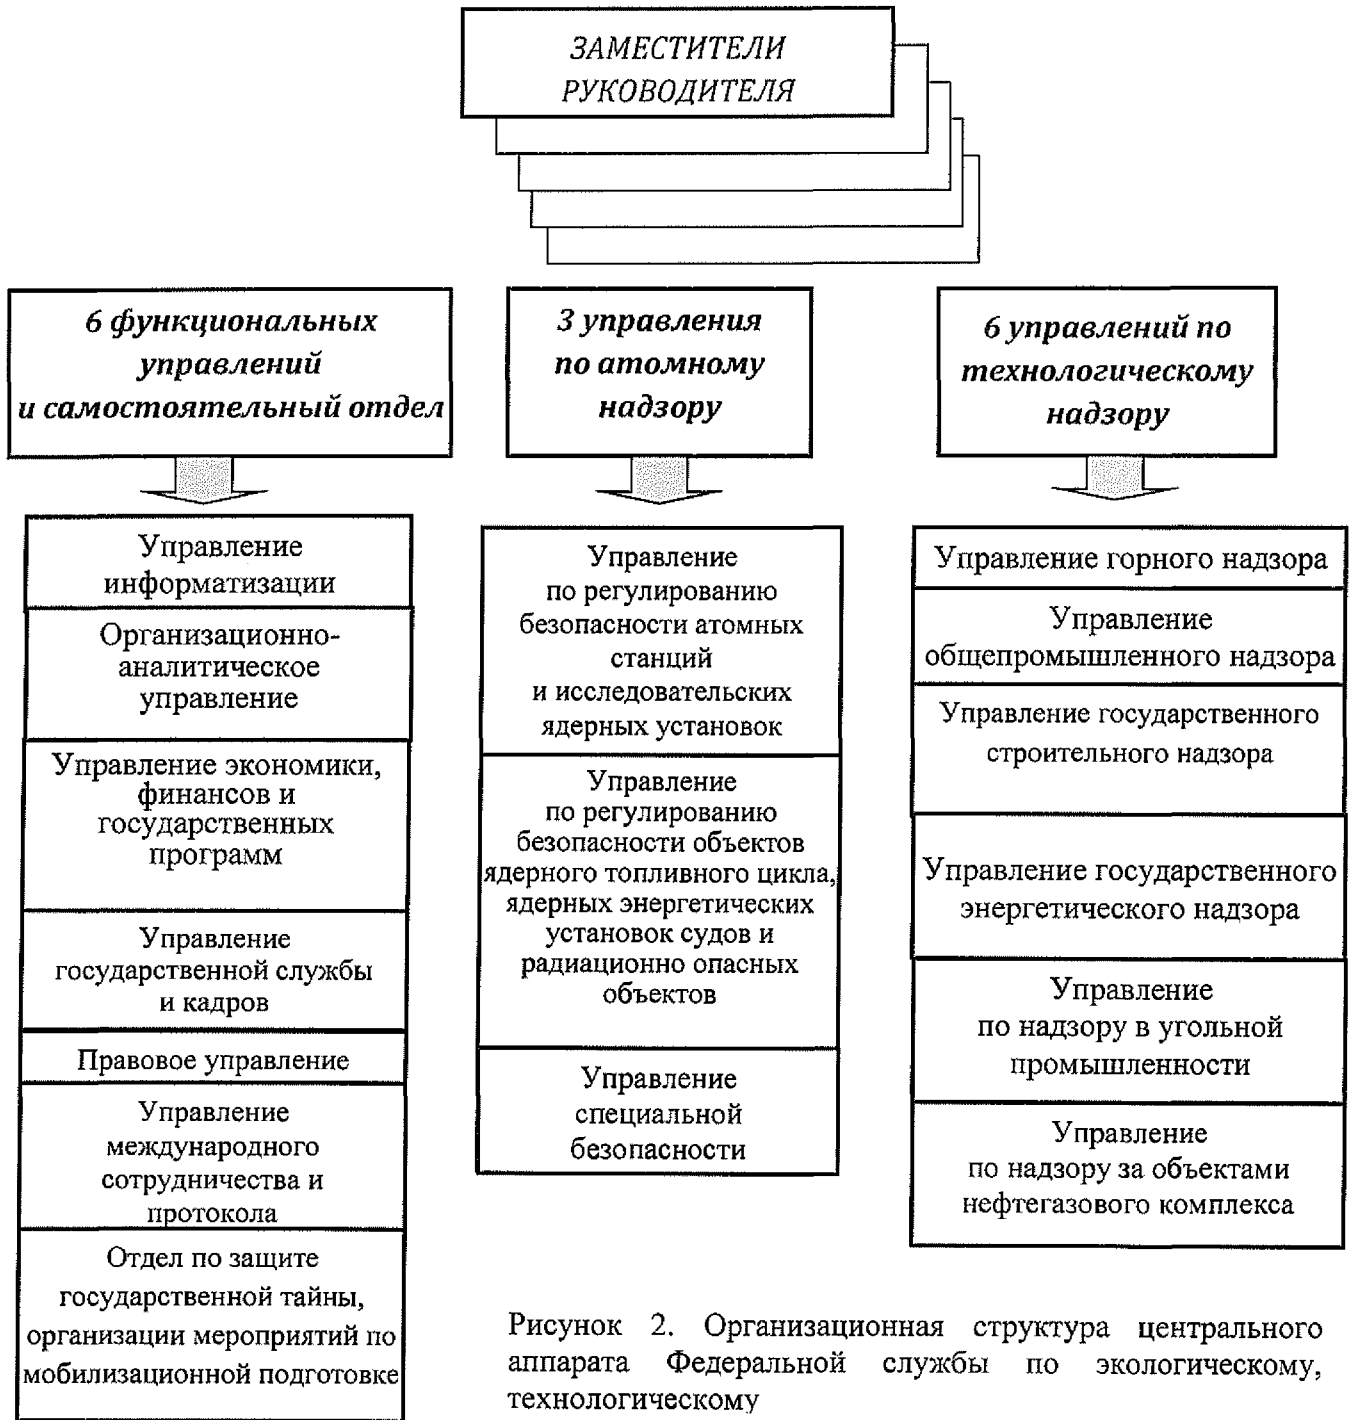 ЗАМЕСТИТЕЛИ
РУКОВОДИТЕЛЯ
6 функциональных
управлений
и самостоятельный отдел
3 управления
по атомному
надзору
6 управлений по
технологическому
надзору
Управление
информатизации
Организационно-
аналитическое
управление
Управление экономики,
финансов и
государственных
программ
Управление
государственной службы
и кадров
Правовое управление
Управление
международного
сотрудничества и
протокола
Отдел по защите
государственной тайны,
организации мероприятий по
мобилизационной подготовке
Управление
по регулированию
безопасности атомных
станций
и исследовательских
ядерных установок
Управление
по регулированию
безопасности объектов
ядерного топливного цикла,
ядерных энергетических
установок судов и
радиационно опасных
объектов
Управление
специальной
безопасности
Управление горного надзора
Управление
общепромышленного надзора
Управление государственного
строительного надзора
Управление государственного
энергетического надзора
Управление
по надзору в угольной
промышленности
Управление
по надзору за объектами
нефтегазового комплекса
Рисунок 2. Организационная структура центрального
аппарата Федеральной службы по экологическому,
технологическому